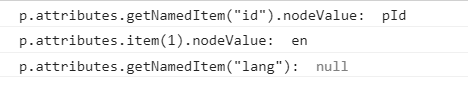 p.attributes.getNamedItem("id").nodeValue:  pId
p.attributes.item(1).nodeValue:  en
p.attributes.getNamedItem("lang"):  null